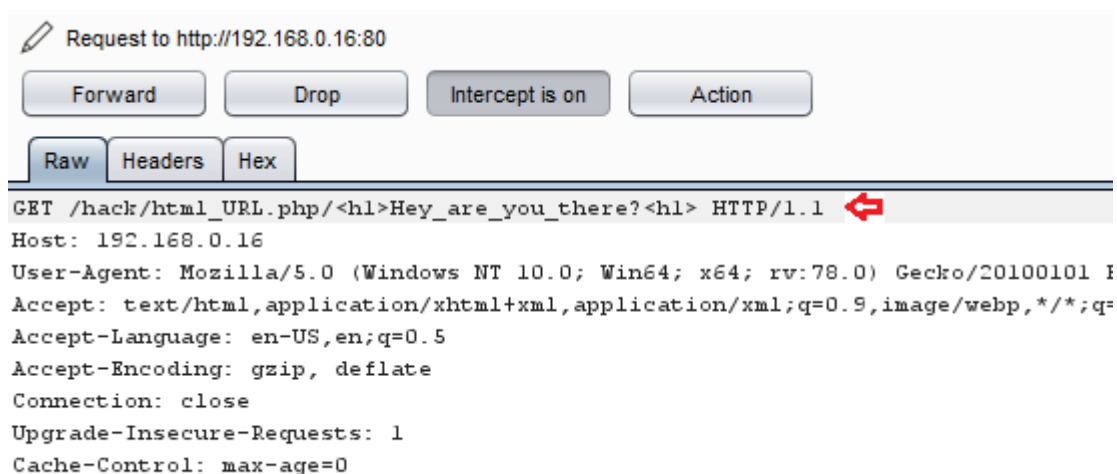 Request to http://192.168.0.16:80
Forward Drop Intercept is on Action
Raw Headers Hex
GET /hack/html_URL.php/<h1>Hey_are_you_there?<h1> HTTP/1.1
Host: 192.168.0.16
User-Agent: Mozilla/5.0 (Windows NT 10.0; Win64; x64; rv:78.0) Gecko/20100101
Accept: text/html,application/xhtml+xml,application/xml;q=0.9,image/webp,*/*;q=
Accept-Language: en-US,en;q=0.5
Accept-Encoding: gzip, deflate
Connection: close
Upgrade-Insecure-Requests: 1
Cache-Control: max-age=0